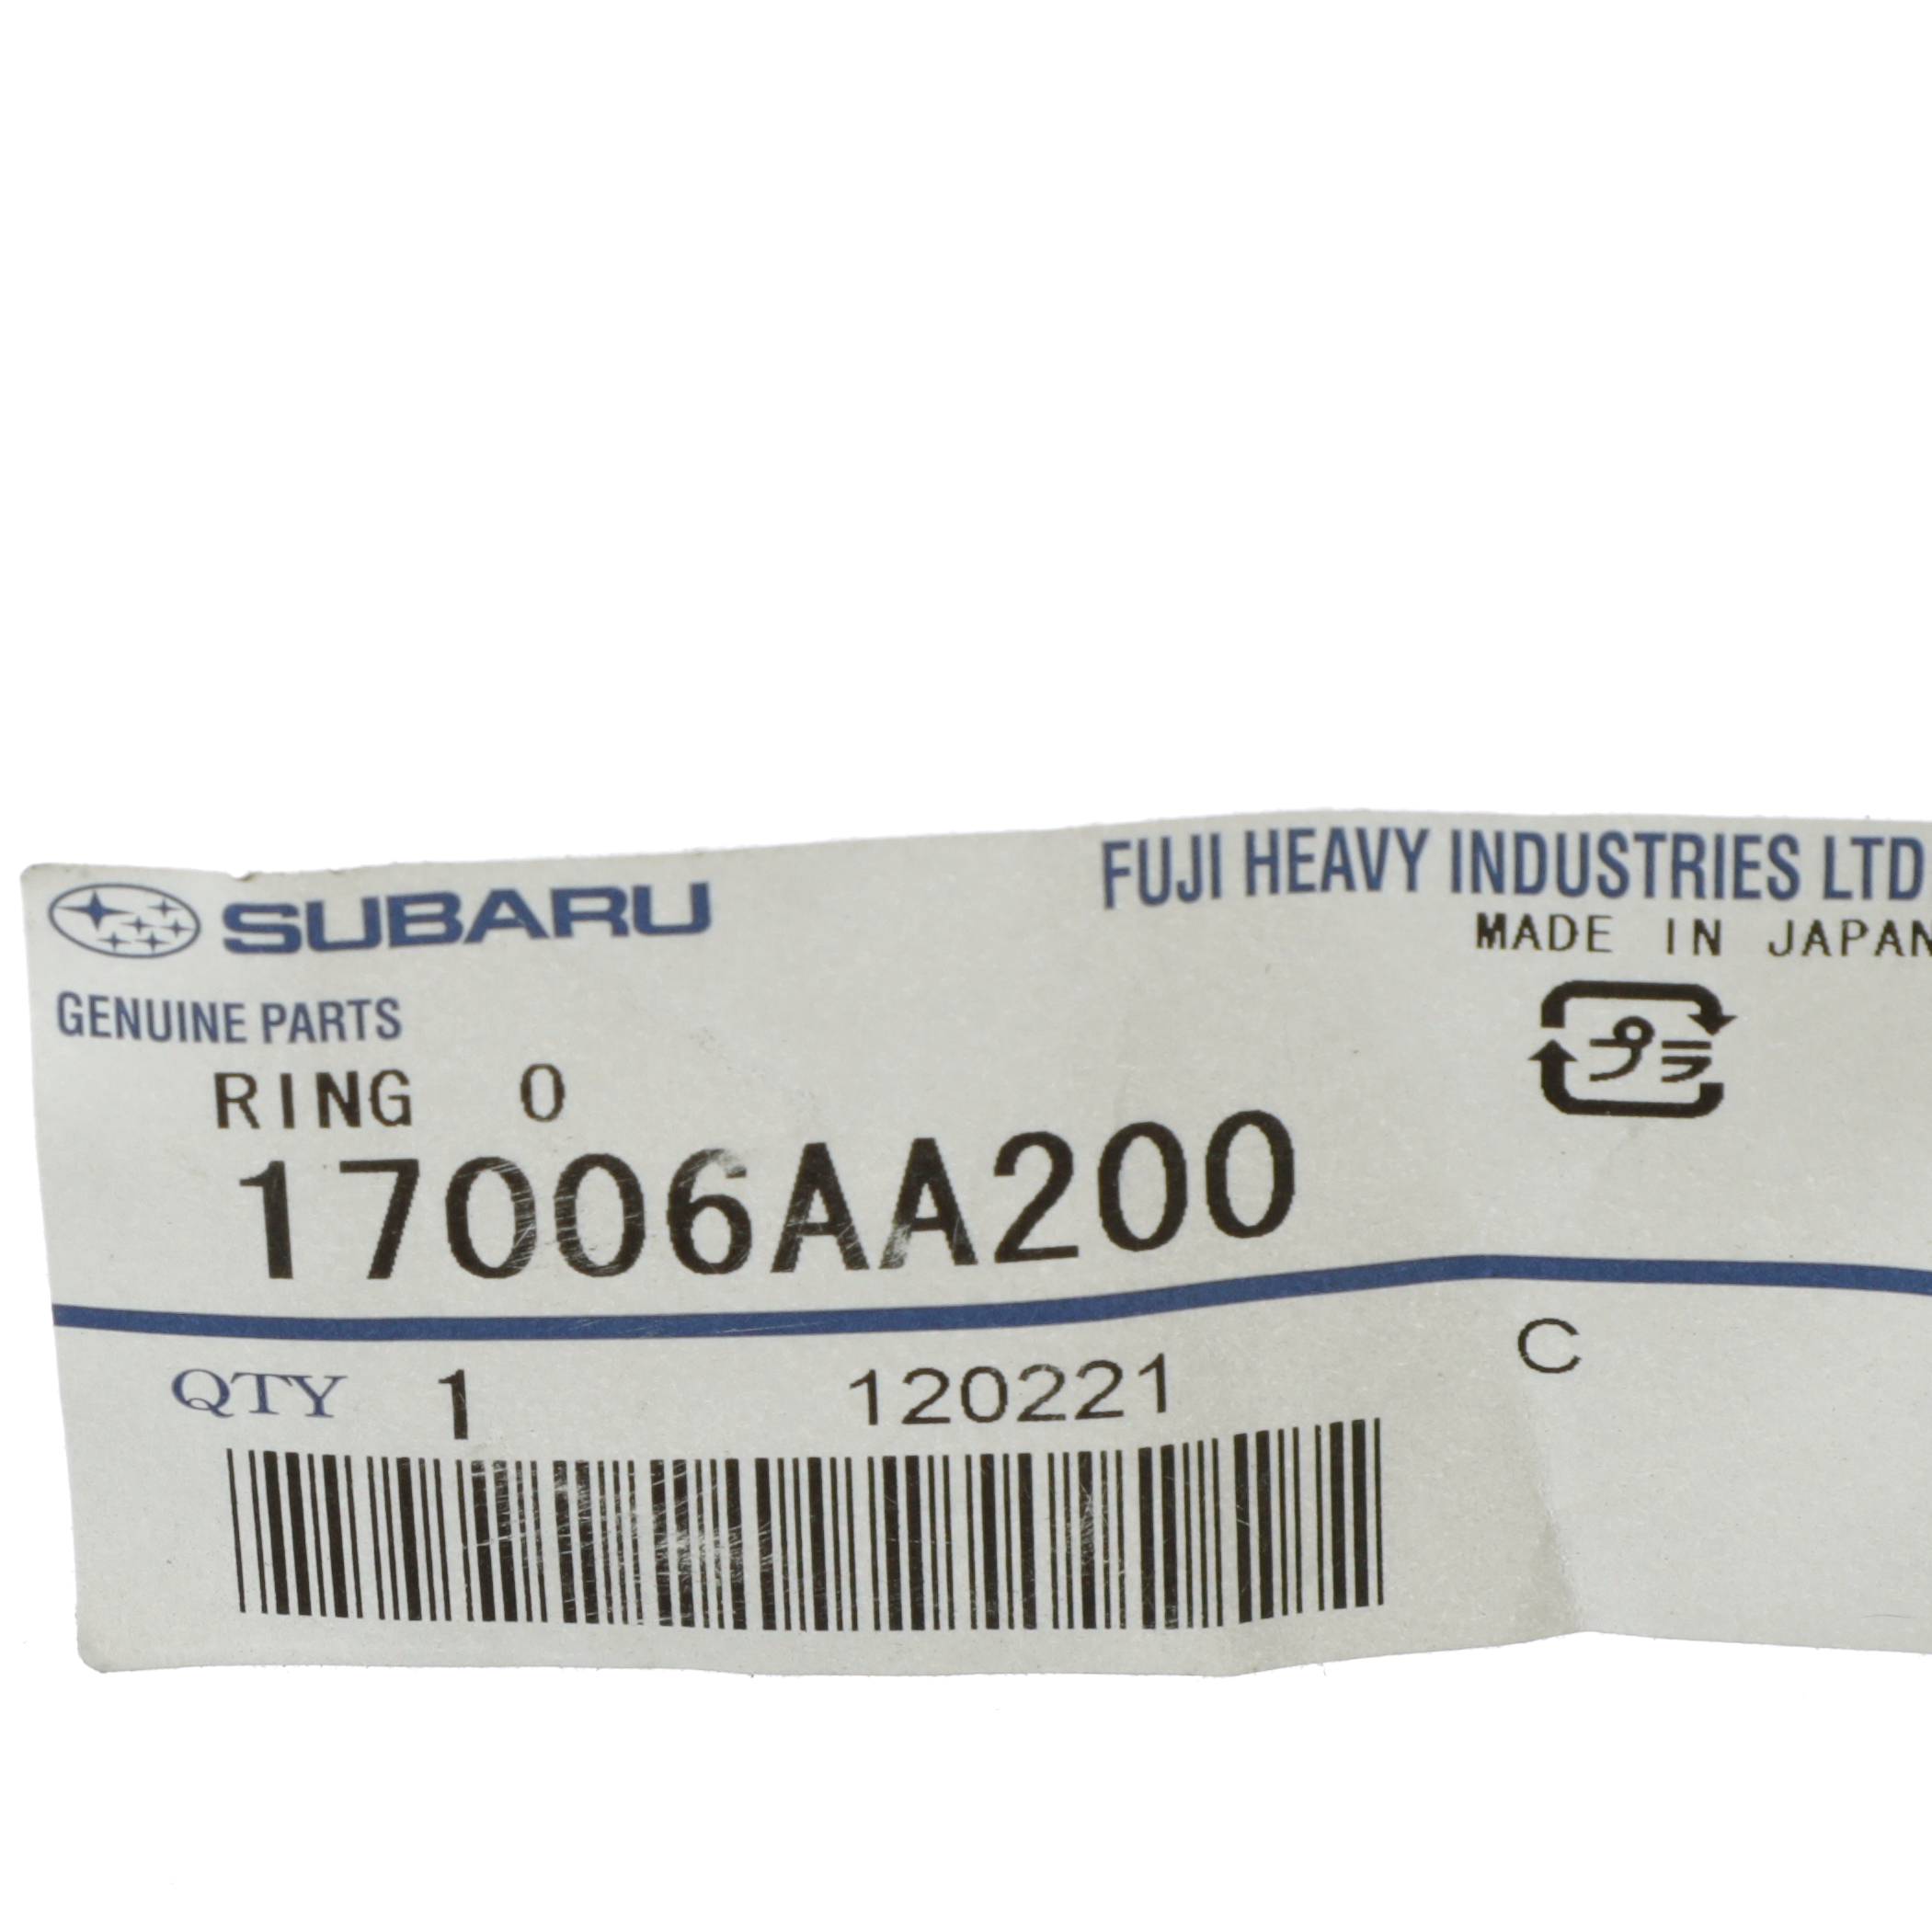 SUBARU
FUJI HEAVY INDUSTRIES LTD
MADE IN JAPAN
GENUINE PARTS
プラ
RING O
17006AA200
QTY 1 120221 C